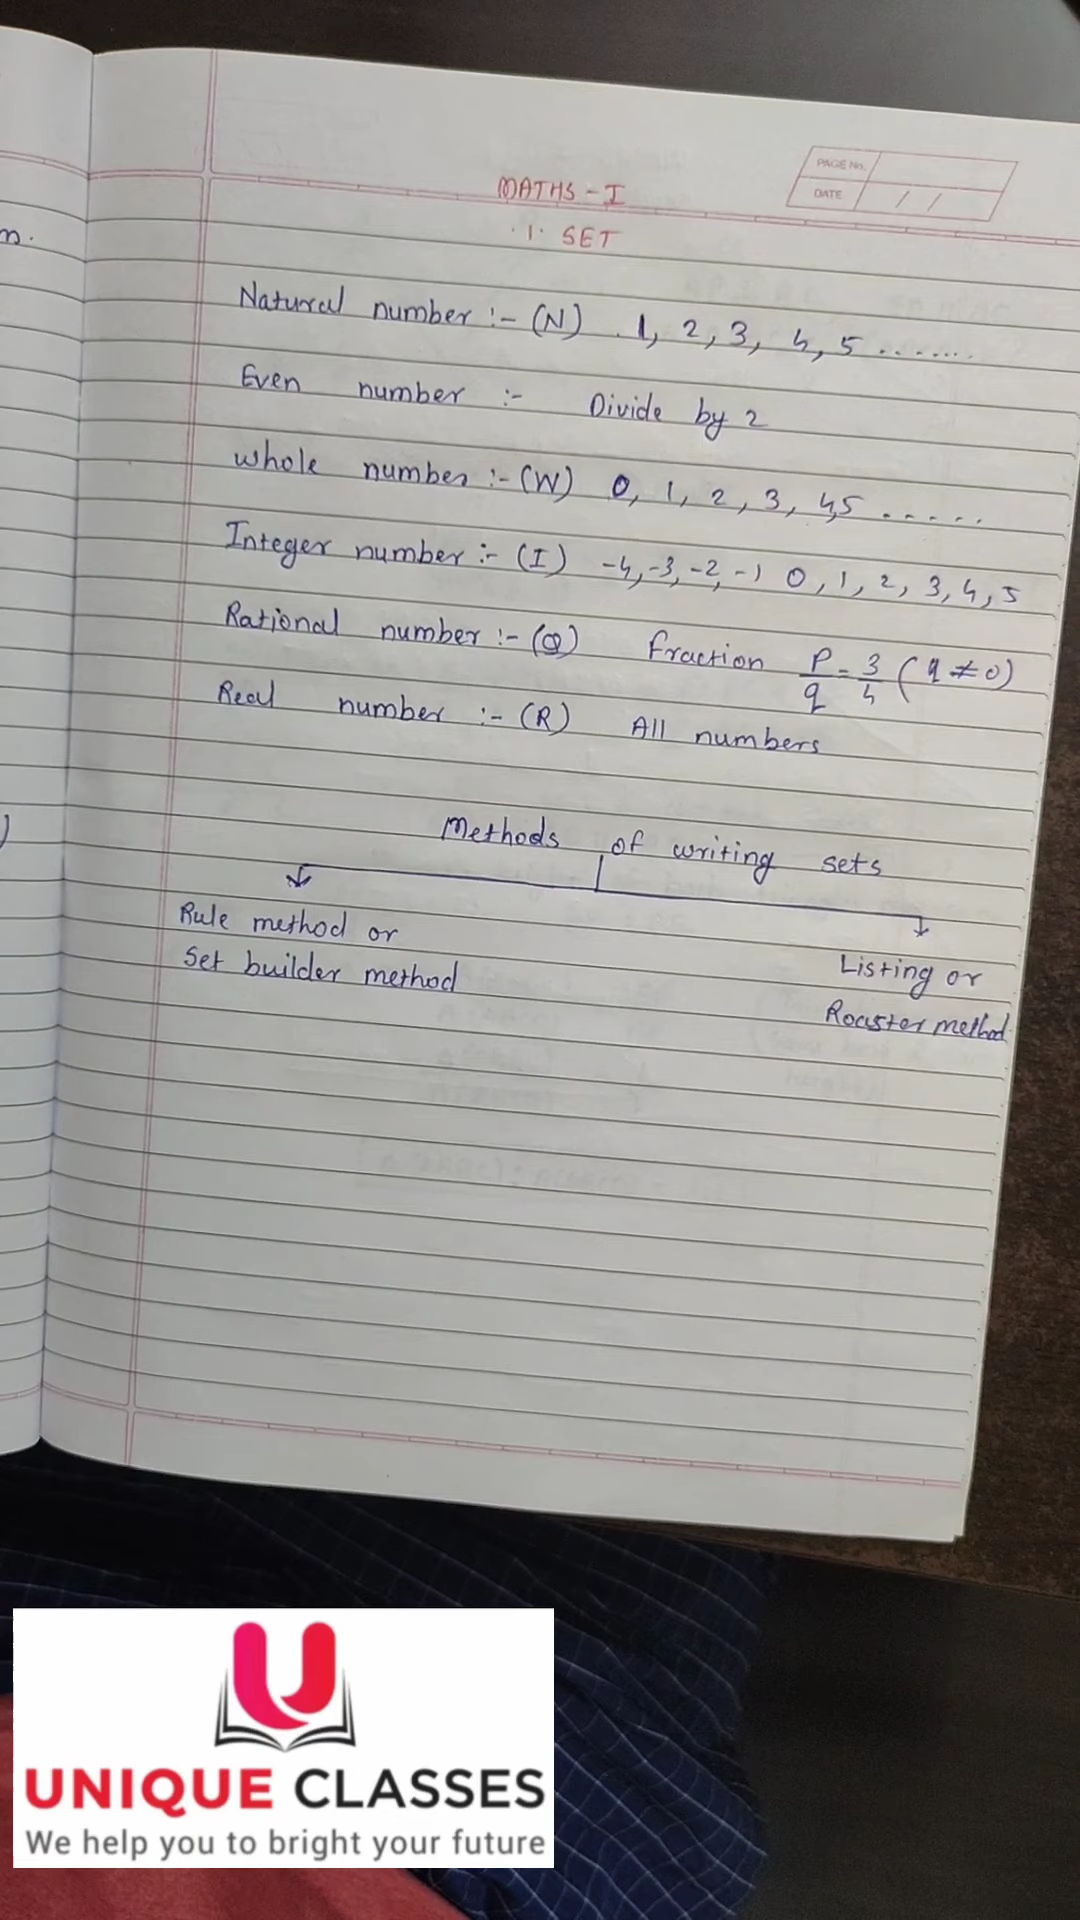 PAGE No.
DATE / /
MATHS - I
1. SET
Natural number :- (N) 1, 2, 3, 4, 5 .......
Even number :- Divide by 2
whole number :- (W) 0, 1, 2, 3, 4,5 .....
Integer number :- (I) -4,-3,-2,-1 0, 1, 2, 3, 4, 5
Rational number :- (Q) fraction P/q = 3/4 (q ≠ 0)
Real number :- (R) All numbers
Methods of writing sets
Rule method or
Set builder method
Listing or
Roaster method
UNIQUE CLASSES
We help you to bright your future